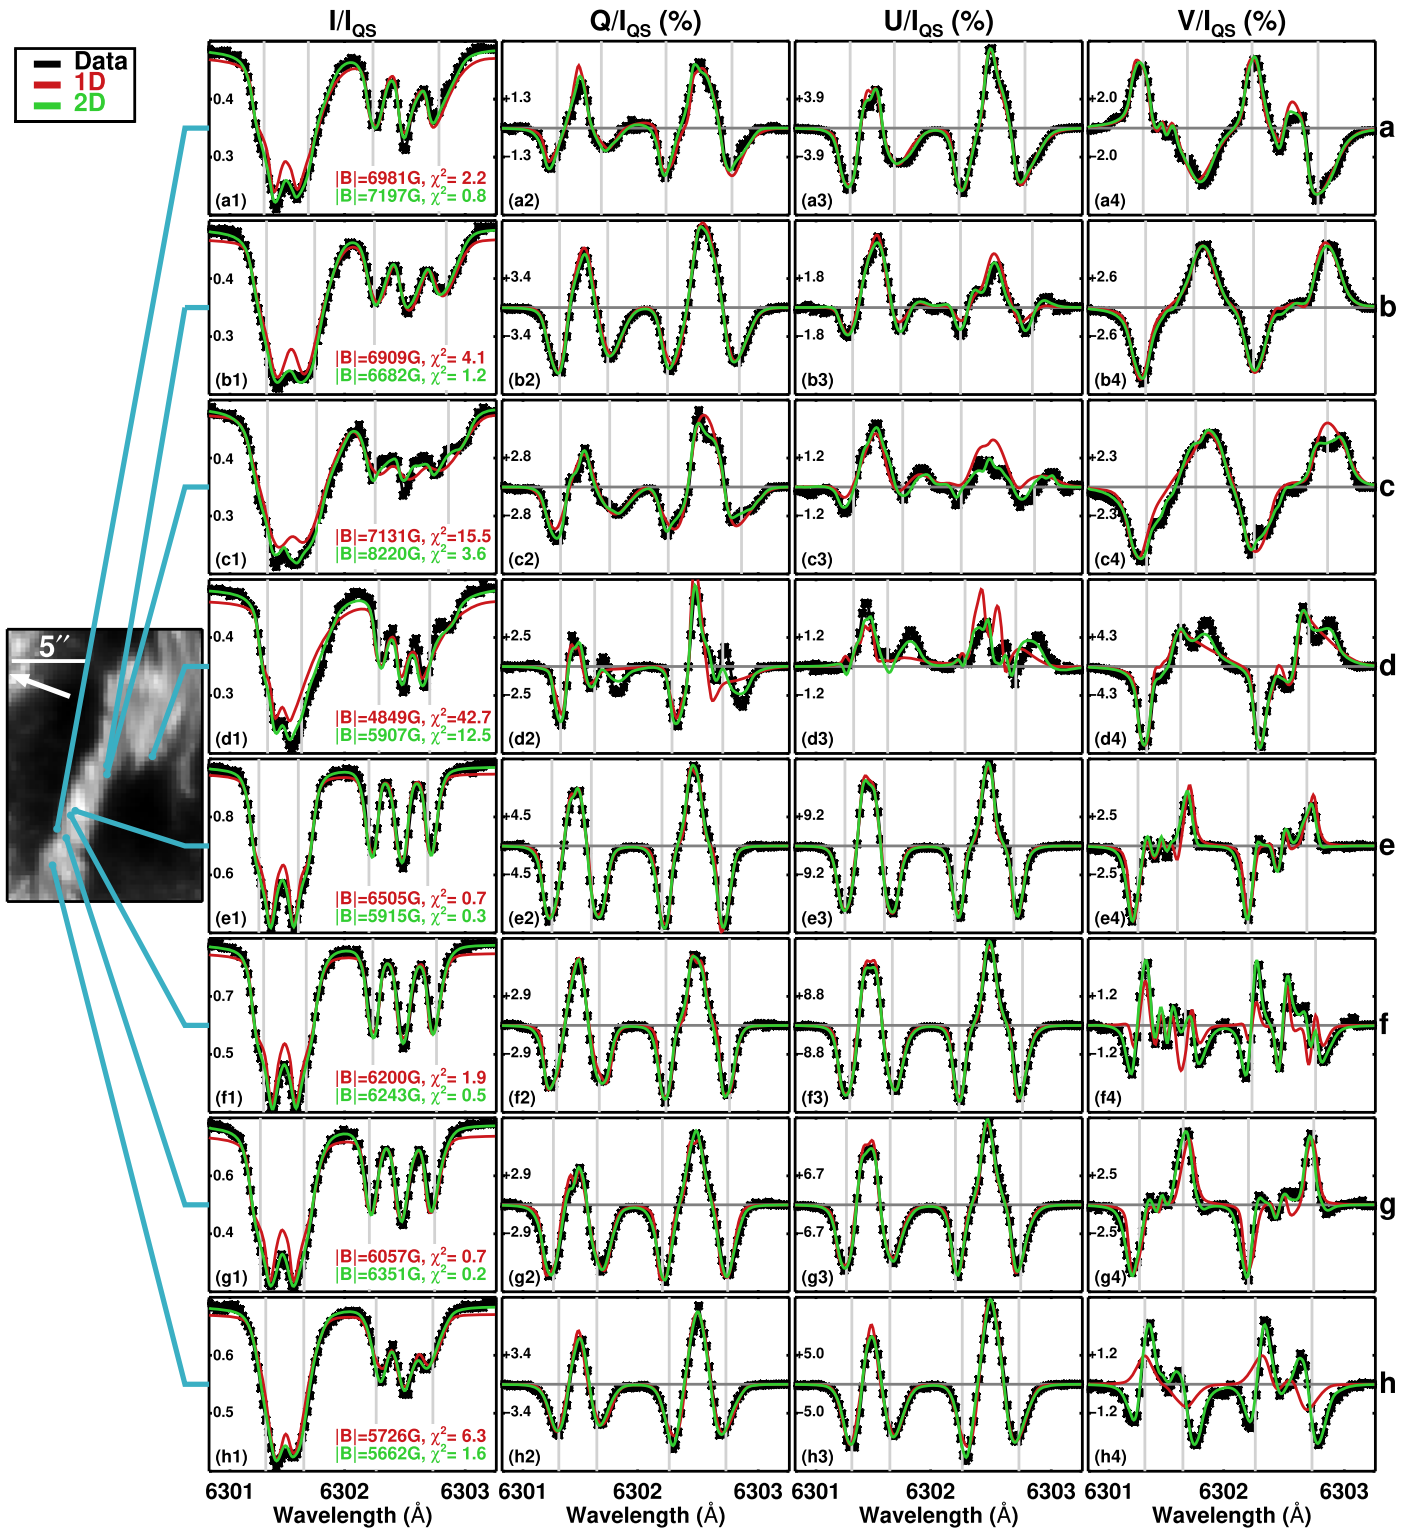 I/I_QS Q/I_QS (%) U/I_QS (%) V/I_QS (%)
Data
1D
2D
0.4
0.3
|B|=6981G, χ²= 2.2
|B|=7197G, χ²= 0.8
(a1)
+1.3
−1.3
(a2)
+3.9
−3.9
(a3)
+2.0
−2.0
(a4)
a
0.4
0.3
|B|=6909G, χ²= 4.1
|B|=6682G, χ²= 1.2
(b1)
+3.4
−3.4
(b2)
+1.8
−1.8
(b3)
+2.6
−2.6
(b4)
b
0.4
0.3
|B|=7131G, χ²=15.5
|B|=8220G, χ²= 3.6
(c1)
+2.8
−2.8
(c2)
+1.2
−1.2
(c3)
+2.3
−2.3
(c4)
c
5″
0.4
0.3
|B|=4849G, χ²=42.7
|B|=5907G, χ²=12.5
(d1)
+2.5
−2.5
(d2)
+1.2
−1.2
(d3)
+4.3
−4.3
(d4)
d
0.8
0.6
|B|=6505G, χ²= 0.7
|B|=5915G, χ²= 0.3
(e1)
+4.5
−4.5
(e2)
+9.2
−9.2
(e3)
+2.5
−2.5
(e4)
e
0.7
0.5
|B|=6200G, χ²= 1.9
|B|=6243G, χ²= 0.5
(f1)
+2.9
−2.9
(f2)
+8.8
−8.8
(f3)
+1.2
−1.2
(f4)
f
0.6
0.4
|B|=6057G, χ²= 0.7
|B|=6351G, χ²= 0.2
(g1)
+2.9
−2.9
(g2)
+6.7
−6.7
(g3)
+2.5
−2.5
(g4)
g
0.6
0.5
|B|=5726G, χ²= 6.3
|B|=5662G, χ²= 1.6
(h1)
+3.4
−3.4
(h2)
+5.0
−5.0
(h3)
+1.2
−1.2
(h4)
h
6301 6302 6303 6301 6302 6303 6301 6302 6303 6301 6302 6303
Wavelength (Å) Wavelength (Å) Wavelength (Å) Wavelength (Å)